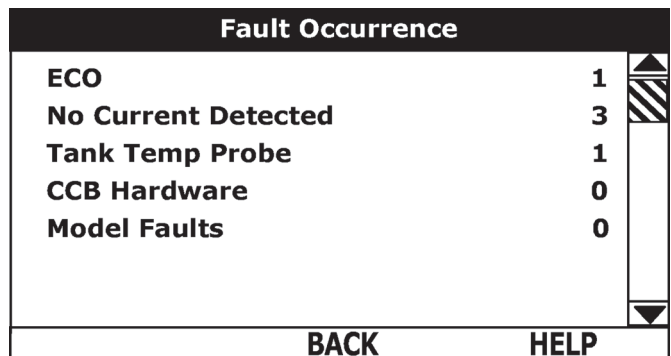 Fault Occurrence
ECO 1
No Current Detected 3
Tank Temp Probe 1
CCB Hardware 0
Model Faults 0
BACK HELP